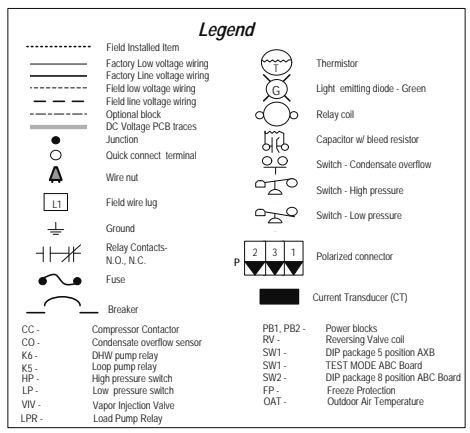 Legend
Field Installed Item
Factory Low voltage wiring
Factory Line voltage wiring
Field low voltage wiring
Field line voltage wiring
Optional block
DC Voltage PCB traces
Junction
Quick connect terminal
Wire nut
L1
Field wire lug
Ground
Relay Contacts-
N.O., N.C.
Fuse
Breaker
T
Thermistor
G
Light emitting diode - Green
Relay coil
Capacitor w/ bleed resistor
Switch - Condensate overflow
Switch - High pressure
Switch - Low pressure
P
2 3 1
Polarized connector
Current Transducer (CT)
CC - Compressor Contactor
CO - Condensate overflow sensor
K6 - DHW pump relay
K5 - Loop pump relay
HP - High pressure switch
LP - Low pressure switch
VIV - Vapor Injection Valve
LPR - Load Pump Relay
PB1, PB2 - Power blocks
RV - Reversing Valve coil
SW1 - DIP package 5 position AXB
SW1 - TEST MODE ABC Board
SW2 - DIP package 8 position ABC Board
FP - Freeze Protection
OAT - Outdoor Air Temperature